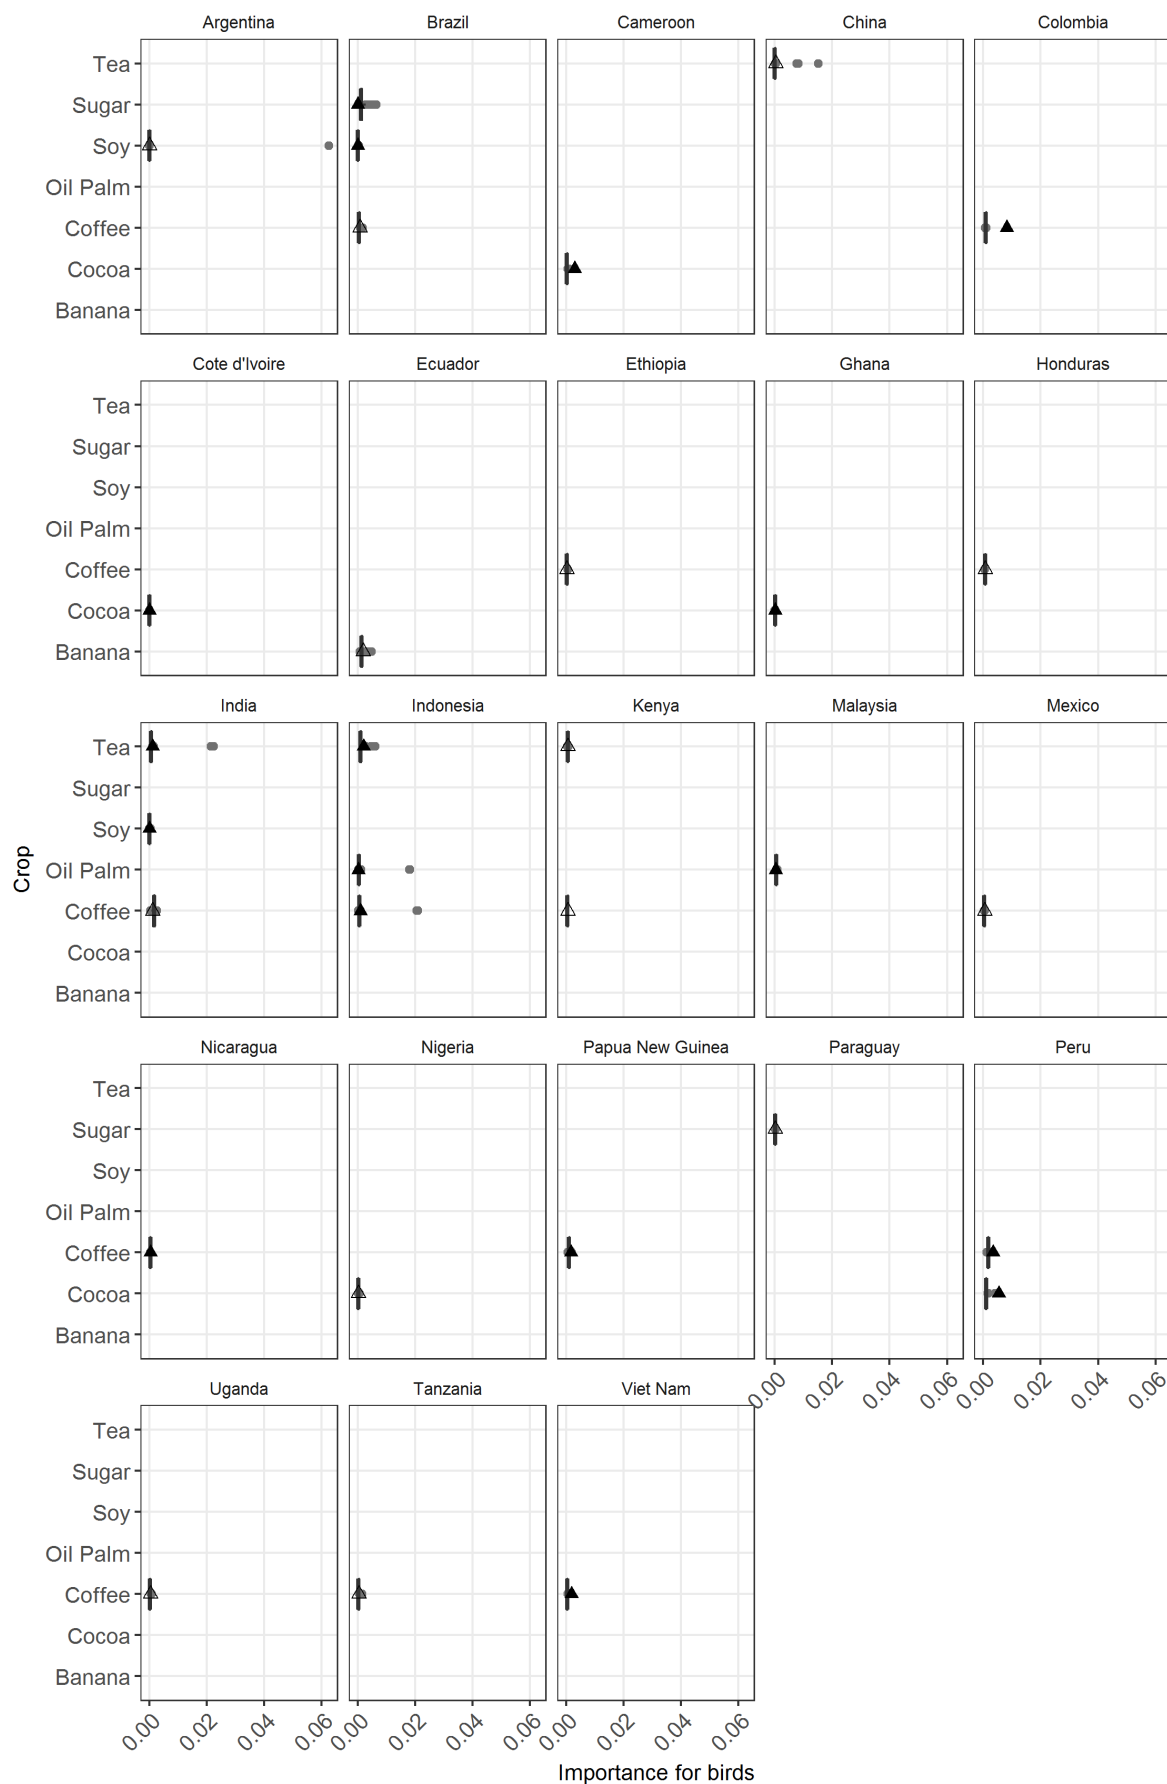 Argentina Brazil Cameroon China Colombia
Tea
Sugar
Soy
Oil Palm
Coffee
Cocoa
Banana
Cote d'Ivoire Ecuador Ethiopia Ghana Honduras
Tea
Sugar
Soy
Oil Palm
Coffee
Cocoa
Banana
India Indonesia Kenya Malaysia Mexico
Tea
Sugar
Soy
Oil Palm
Coffee
Cocoa
Banana
Crop
Nicaragua Nigeria Papua New Guinea Paraguay Peru
Tea
Sugar
Soy
Oil Palm
Coffee
Cocoa
Banana
0.00 0.02 0.04 0.06 0.00 0.02 0.04 0.06
Uganda Tanzania Viet Nam
Tea
Sugar
Soy
Oil Palm
Coffee
Cocoa
Banana
0.00 0.02 0.04 0.06 0.00 0.02 0.04 0.06 0.00 0.02 0.04 0.06
Importance for birds